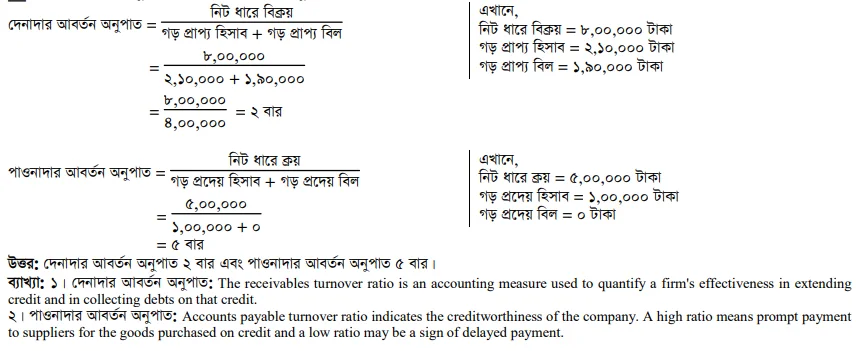 দেনাদার আবর্তন অনুপাত = নিট ধারে বিক্রয় / গড় প্রাপ্য হিসাব + গড় প্রাপ্য বিল
= ৮,০০,০০০ / ২,১০,০০০ + ১,৯০,০০০
= ৮,০০,০০০ / ৪,০০,০০০ = ২ বার
এখানে,
নিট ধারে বিক্রয় = ৮,০০,০০০ টাকা
গড় প্রাপ্য হিসাব = ২,১০,০০০ টাকা
গড় প্রাপ্য বিল = ১,৯০,০০০ টাকা
পাওনাদার আবর্তন অনুপাত = নিট ধারে ক্রয় / গড় প্রদেয় হিসাব + গড় প্রদেয় বিল
= ৫,০০,০০০ / ১,০০,০০০ + ০
= ৫ বার
এখানে,
নিট ধারে ক্রয় = ৫,০০,০০০ টাকা
গড় প্রদেয় হিসাব = ১,০০,০০০ টাকা
গড় প্রদেয় বিল = ০ টাকা
উত্তর: দেনাদার আবর্তন অনুপাত ২ বার এবং পাওনাদার আবর্তন অনুপাত ৫ বার।
ব্যাখ্যা: ১। দেনাদার আবর্তন অনুপাত: The receivables turnover ratio is an accounting measure used to quantify a firm's effectiveness in extending
credit and in collecting debts on that credit.
২। পাওনাদার আবর্তন অনুপাত: Accounts payable turnover ratio indicates the creditworthiness of the company. A high ratio means prompt payment
to suppliers for the goods purchased on credit and a low ratio may be a sign of delayed payment.